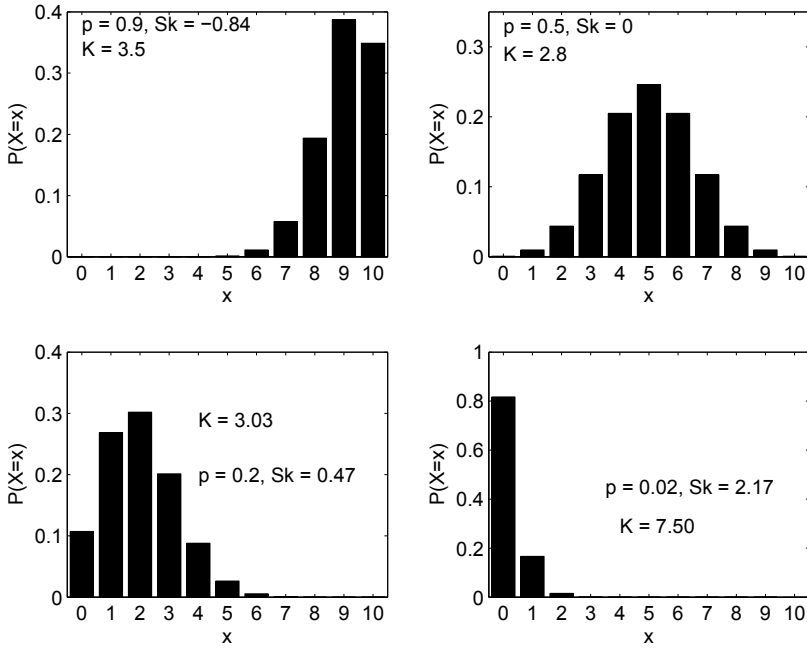 p = 0.9, Sk = −0.84
K = 3.5
0.4
0.3
0.2
0.1
0
P(X=x)
0 1 2 3 4 5 6 7 8 9 10
x
p = 0.5, Sk = 0
K = 2.8
0.3
0.2
0.1
0
P(X=x)
0 1 2 3 4 5 6 7 8 9 10
x
0.4
0.3
0.2
0.1
0
P(X=x)
K = 3.03
p = 0.2, Sk = 0.47
0 1 2 3 4 5 6 7 8 9 10
x
1
0.8
0.6
0.4
0.2
0
P(X=x)
p = 0.02, Sk = 2.17
K = 7.50
0 1 2 3 4 5 6 7 8 9 10
x